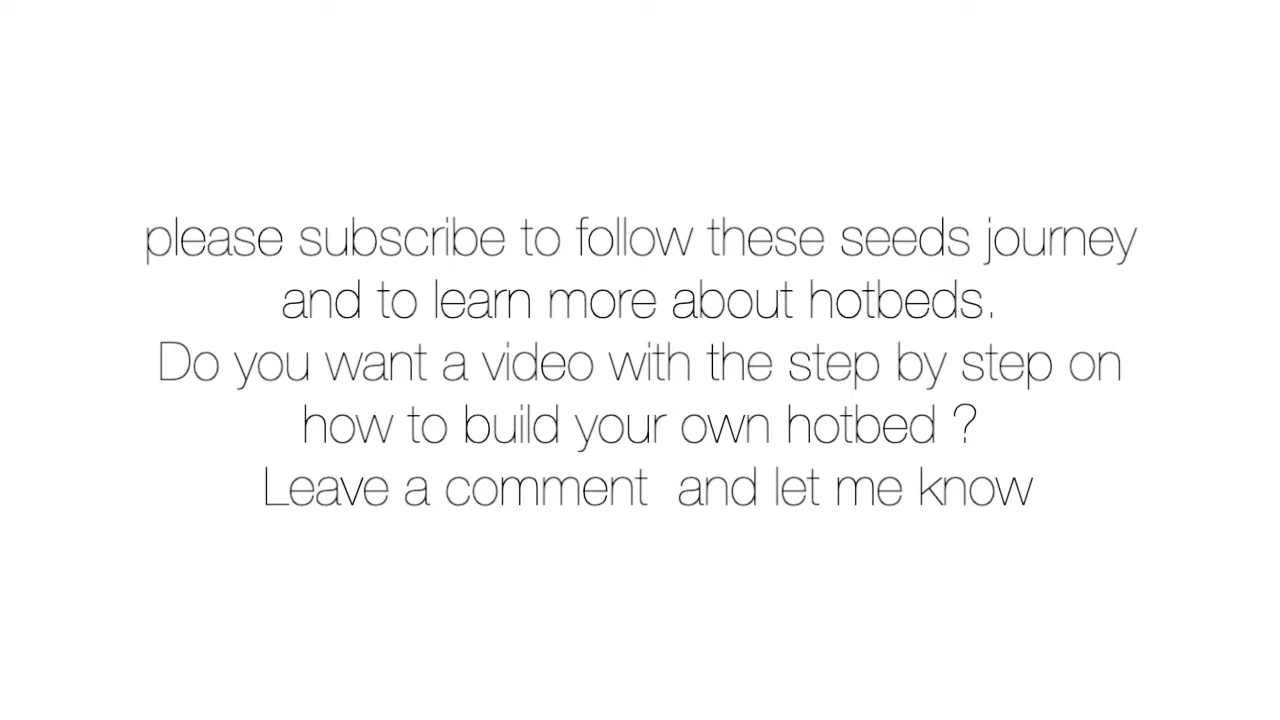 please subscribe to follow these seeds journey
and to learn more about hotbeds.
Do you want a video with the step by step on
how to build your own hotbed ?
Leave a comment  and let me know